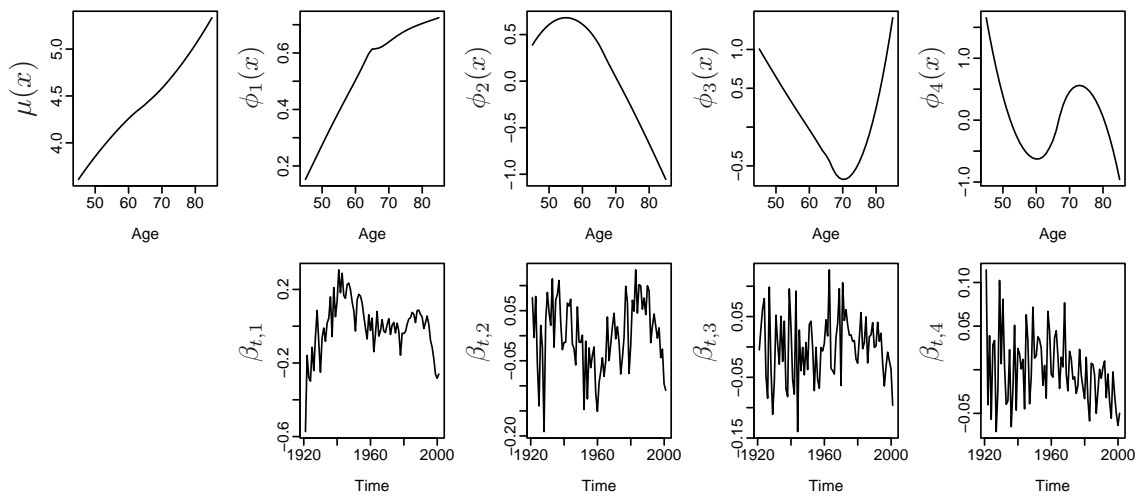 μ(x)
4.0 4.5 5.0
50 60 70 80
Age
ϕ₁(x)
0.2 0.4 0.6
50 60 70 80
Age
ϕ₂(x)
−1.0 −0.5 0.0 0.5
50 60 70 80
Age
ϕ₃(x)
−0.5 0.5 1.0
50 60 70 80
Age
ϕ₄(x)
−1.0 0.0 1.0
50 60 70 80
Age
βt,1
−0.6 −0.2 0.2
1920 1960 2000
Time
βt,2
−0.20 −0.05 0.05
1920 1960 2000
Time
βt,3
−0.15 −0.05 0.05
1920 1960 2000
Time
βt,4
−0.05 0.05 0.10
1920 1960 2000
Time